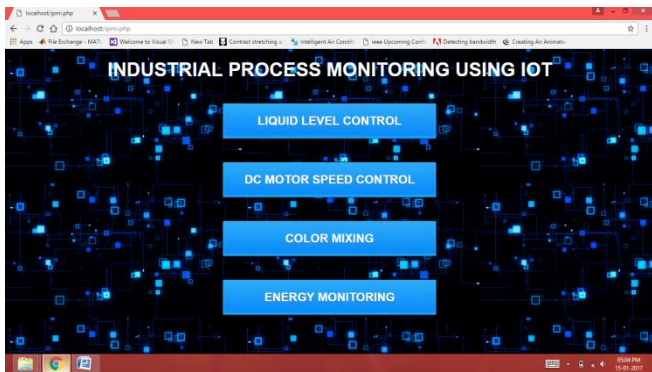 localhost/ipmi.php
localhost/ipmi.php
Apps File Exchange - MAT Welcome to Visual St New Tab Contrast stretching a Intelligent Air Condit ieee Upcoming Conf Detecting bandwidth Creating An Animate
INDUSTRIAL PROCESS MONITORING USING IOT
LIQUID LEVEL CONTROL
DC MOTOR SPEED CONTROL
COLOR MIXING
ENERGY MONITORING
05:04 PM
15-01-2017